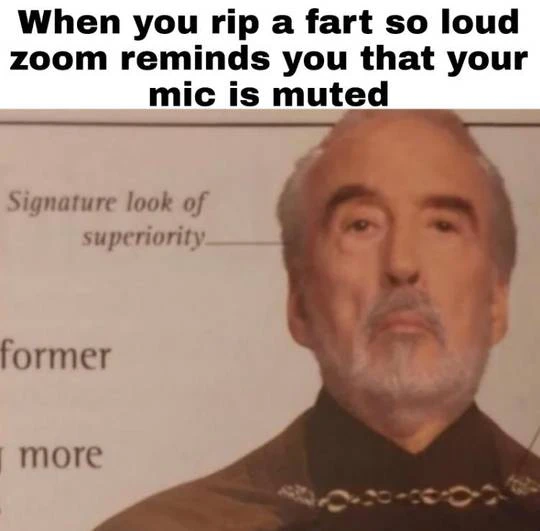 When you rip a fart so loud
zoom reminds you that your
mic is muted
Signature look of
superiority
former
more